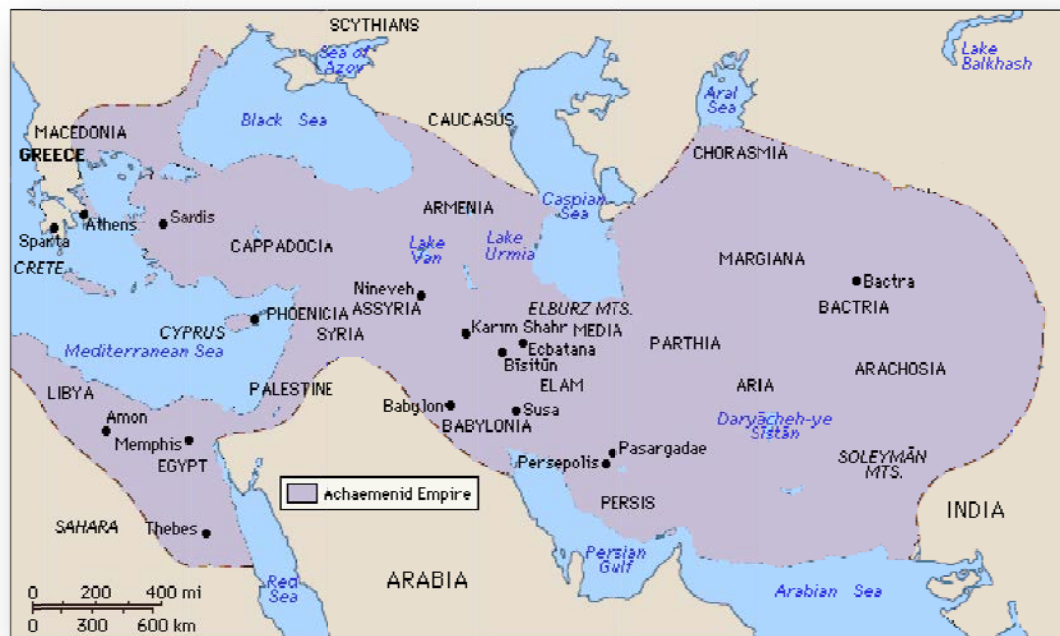 SCYTHIANS
Sea of
Azov
Lake
Balkhash
Black Sea
Aral
Sea
MACEDONIA
CAUCASUS
GREECE
CHORASMIA
Caspian
Sea
ARMENIA
Athens
Sardis
Sparta
CAPPADOCIA
Lake
Van
Lake
Urmia
CRETE
MARGIANA
Bactra
Nineveh
ASSYRIA
BACTRIA
PHOENICIA
ELBURZ MTS.
CYPRUS
SYRIA
Karim Shahr
MEDIA
Mediterranean Sea
Ecbatana
PARTHIA
Bīsitūn
ARACHOSIA
LIBYA
PALESTINE
ELAM
ARIA
Amon
Babylon
BABYLONIA
Susa
Daryācheh-ye
Sīstān
Memphis
EGYPT
Pasargadae
Persepolis
SOLEYMĀN
MTS.
Achaemenid Empire
PERSIS
INDIA
SAHARA
Thebes
Persian
Gulf
ARABIA
Red
Sea
Arabian Sea
0 200 400 mi
0 300 600 km